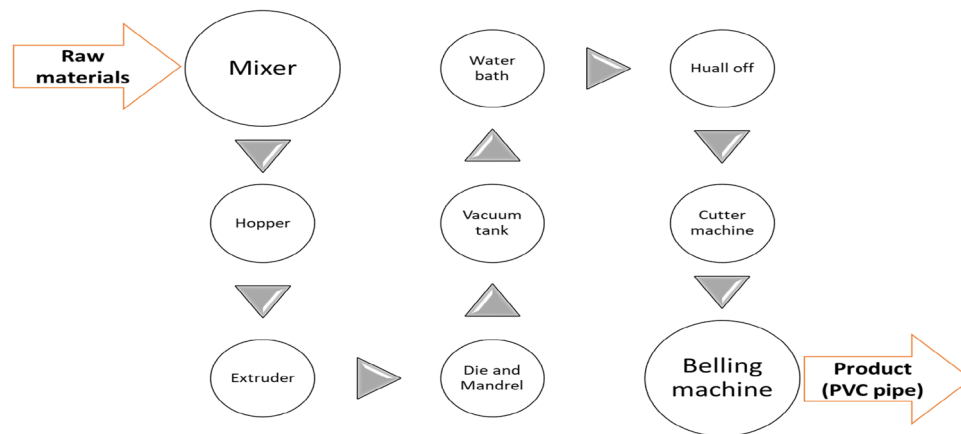 Raw
materials
Mixer
Hopper
Extruder
Die and
Mandrel
Vacuum
tank
Water
bath
Huall off
Cutter
machine
Belling
machine
Product
(PVC pipe)